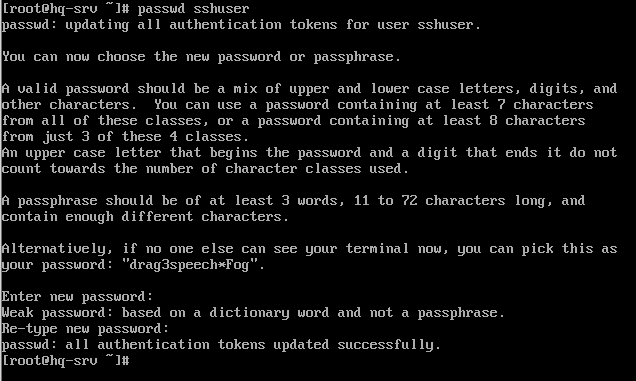 [root@hq-srv ~]# passwd sshuser
passwd: updating all authentication tokens for user sshuser.
You can now choose the new password or passphrase.
A valid password should be a mix of upper and lower case letters, digits, and
other characters.  You can use a password containing at least 7 characters
from all of these classes, or a password containing at least 8 characters
from just 3 of these 4 classes.
An upper case letter that begins the password and a digit that ends it do not
count towards the number of character classes used.
A passphrase should be of at least 3 words, 11 to 72 characters long, and
contain enough different characters.
Alternatively, if no one else can see your terminal now, you can pick this as
your password: "drag3speech*Fog".
Enter new password:
Weak password: based on a dictionary word and not a passphrase.
Re-type new password:
passwd: all authentication tokens updated successfully.
[root@hq-srv ~]#